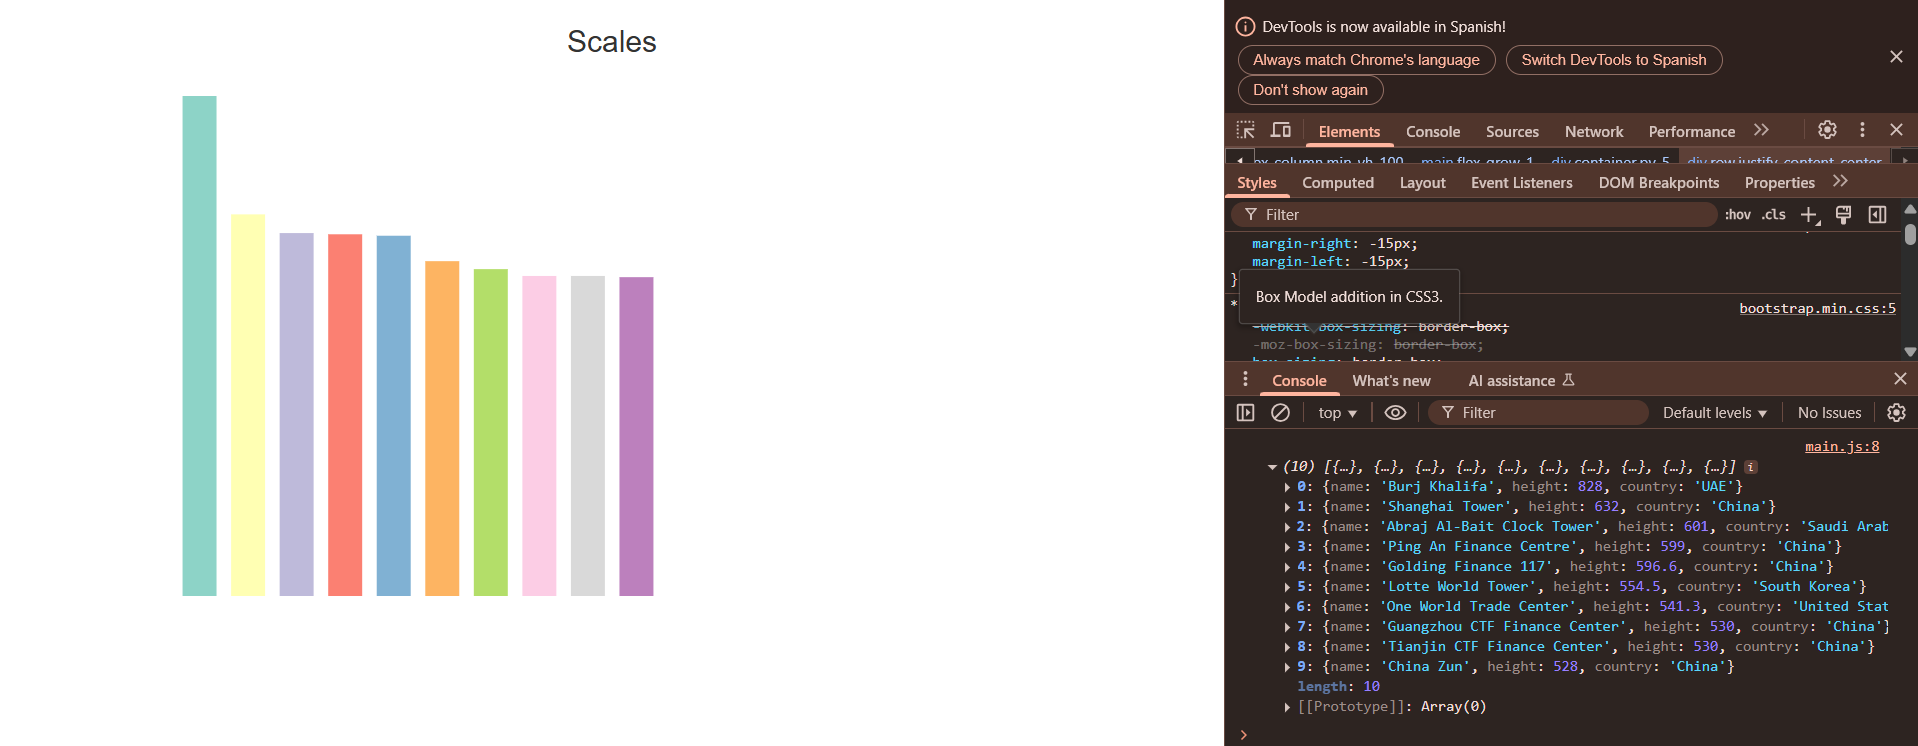 Scales
DevTools is now available in Spanish!
Always match Chrome's language
Switch DevTools to Spanish
Don't show again
Elements Console Sources Network Performance
column.min-vh-100 main.flex-grow-1 div.container.py-5 div.row.justify-content-center
Styles Computed Layout Event Listeners DOM Breakpoints Properties
Filter :hov .cls
margin-right: -15px;
margin-left: -15px;
}
Box Model addition in CSS3.
* bootstrap.min.css:5
-webkit-box-sizing: border-box;
-moz-box-sizing: border-box;
box-sizing: border-box;
Console What's new AI assistance
top Filter Default levels No Issues
main.js:8
(10) [{…}, {…}, {…}, {…}, {…}, {…}, {…}, {…}, {…}, {…}] i
0: {name: 'Burj Khalifa', height: 828, country: 'UAE'}
1: {name: 'Shanghai Tower', height: 632, country: 'China'}
2: {name: 'Abraj Al-Bait Clock Tower', height: 601, country: 'Saudi Arab
3: {name: 'Ping An Finance Centre', height: 599, country: 'China'}
4: {name: 'Golding Finance 117', height: 596.6, country: 'China'}
5: {name: 'Lotte World Tower', height: 554.5, country: 'South Korea'}
6: {name: 'One World Trade Center', height: 541.3, country: 'United Stat
7: {name: 'Guangzhou CTF Finance Center', height: 530, country: 'China'}
8: {name: 'Tianjin CTF Finance Center', height: 530, country: 'China'}
9: {name: 'China Zun', height: 528, country: 'China'}
length: 10
[[Prototype]]: Array(0)